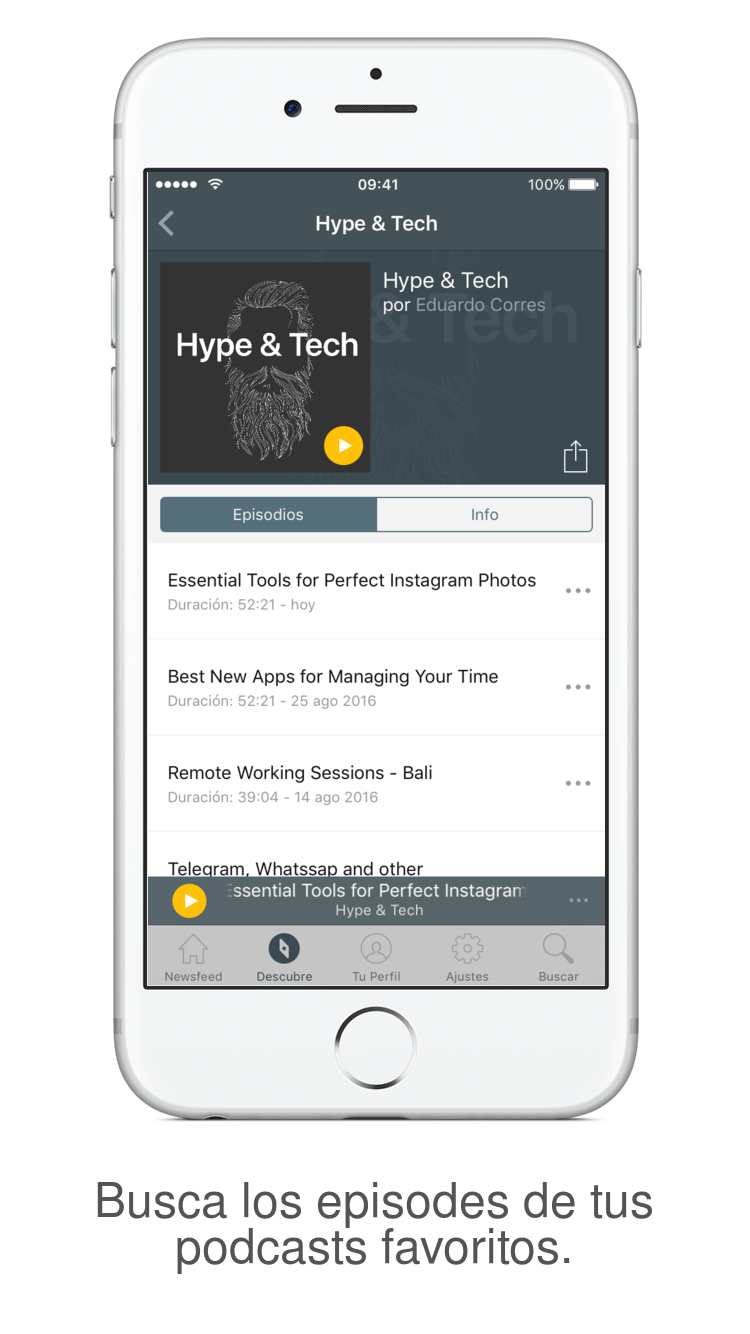 09:41
100%
Hype & Tech
Hype & Tech
Hype & Tech
por Eduardo Corres
& Tech
Episodios
Info
Essential Tools for Perfect Instagram Photos
Duración: 52:21 - hoy
Best New Apps for Managing Your Time
Duración: 52:21 - 25 ago 2016
Remote Working Sessions - Bali
Duración: 39:04 - 14 ago 2016
Telegram, Whatssap and other
Essential Tools for Perfect Instagram
Hype & Tech
Newsfeed
Descubre
Tu Perfil
Ajustes
Buscar
Busca los episodes de tus
podcasts favoritos.